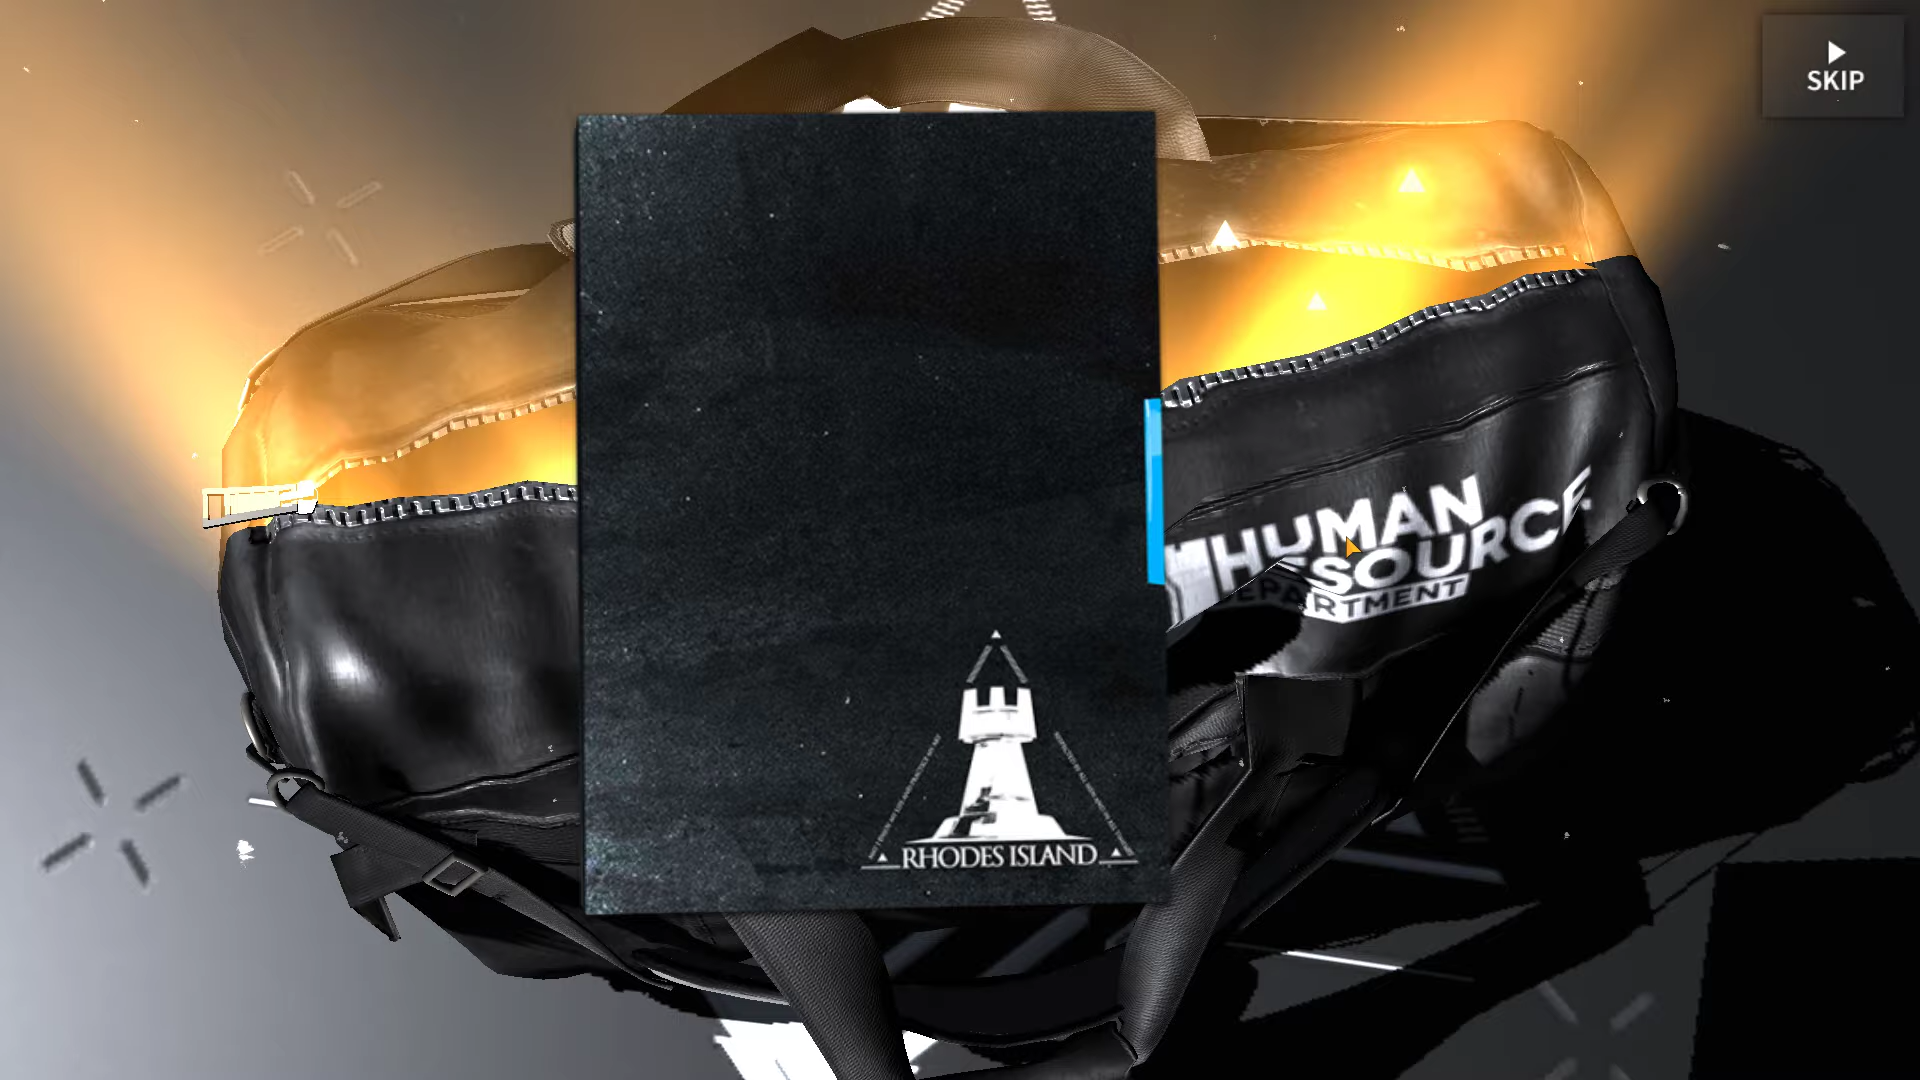 SKIP
HUMAN
RESOURCE
DEPARTMENT
RHODES ISLAND